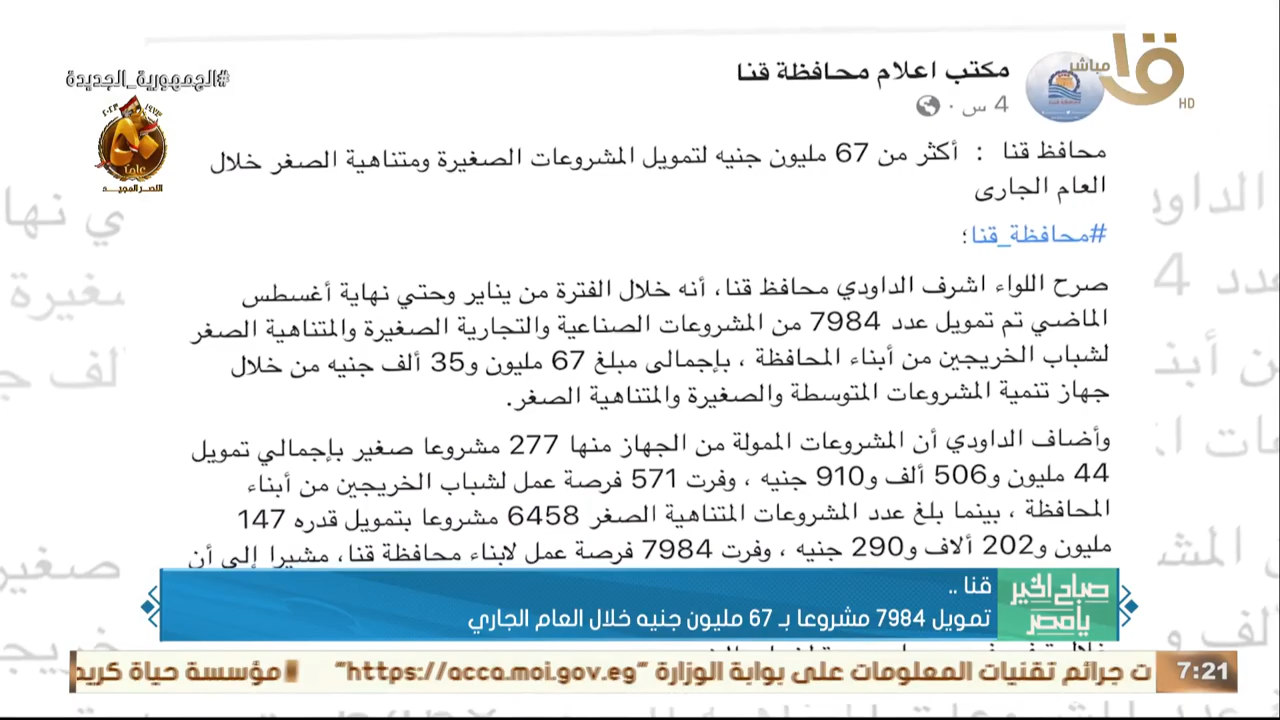 #الجمهورية_الجديدة
النصر المجيد
مباشر
HD
مكتب اعلام محافظة قنا
4 س ·
محافظ قنا : أكثر من 67 مليون جنيه لتمويل المشروعات الصغيرة ومتناهية الصغر خلال
العام الجارى
#محافظة_قنا؛
صرح اللواء اشرف الداودي محافظ قنا، أنه خلال الفترة من يناير وحتي نهاية أغسطس
الماضي تم تمويل عدد 7984 من المشروعات الصناعية والتجارية الصغيرة والمتناهية الصغر
لشباب الخريجين من أبناء المحافظة ، بإجمالى مبلغ 67 مليون و35 ألف جنيه من خلال
جهاز تنمية المشروعات المتوسطة والصغيرة والمتناهية الصغر.
وأضاف الداودي أن المشروعات الممولة من الجهاز منها 277 مشروعا صغير بإجمالي تمويل
44 مليون و506 ألف و910 جنيه ، وفرت 571 فرصة عمل لشباب الخريجين من أبناء
المحافظة ، بينما بلغ عدد المشروعات المتناهية الصغر 6458 مشروعا بتمويل قدره 147
مليون و202 ألاف و290 جنيه ، وفرت 7984 فرصة عمل لابناء محافظة قنا، مشيرا إلى أن
صباح الخير
يا مصر
قنا ..
تمويل 7984 مشروعا بـ 67 مليون جنيه خلال العام الجاري
7:21
ت جرائم تقنيات المعلومات على بوابة الوزارة "https://acca.moi.gov.eg" مؤسسة حياة كريم